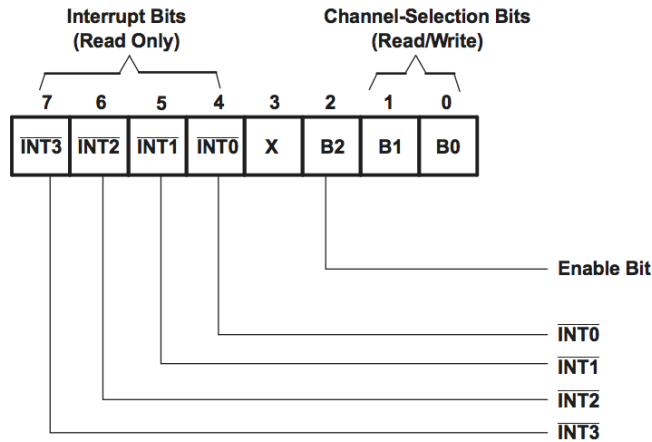 Interrupt Bits Channel-Selection Bits
(Read Only) (Read/Write)
7 6 5 4 3 2 1 0
INT3 INT2 INT1 INT0 X B2 B1 B0
Enable Bit
INT0
INT1
INT2
INT3